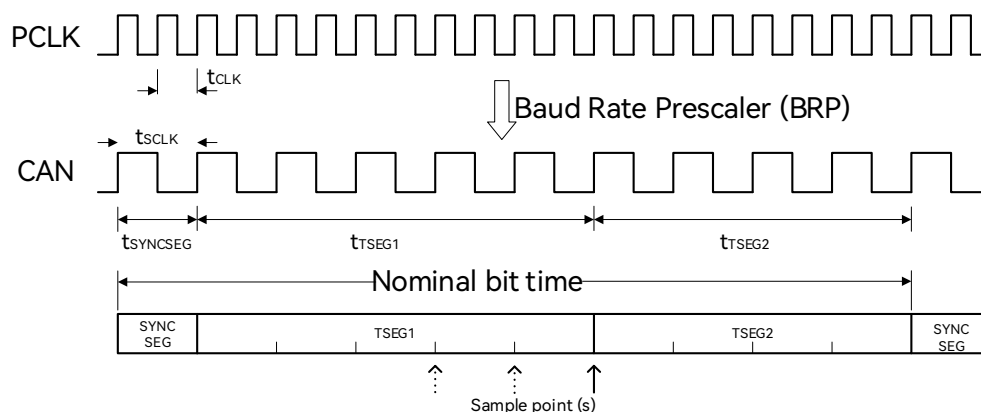 PCLK
tCLK
Baud Rate Prescaler (BRP)
tSCLK
CAN
tSYNCSEG
tTSEG1
tTSEG2
Nominal bit time
SYNC
SEG
TSEG1
TSEG2
SYNC
SEG
Sample point (s)